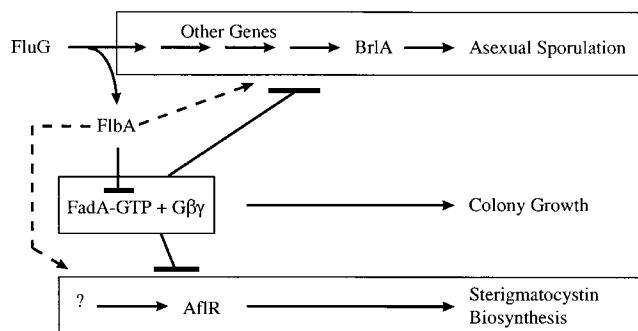 Other Genes
FluG
BrlA
Asexual Sporulation
FlbA
FadA-GTP + Gβγ
Colony Growth
?
AflR
Sterigmatocystin
Biosynthesis